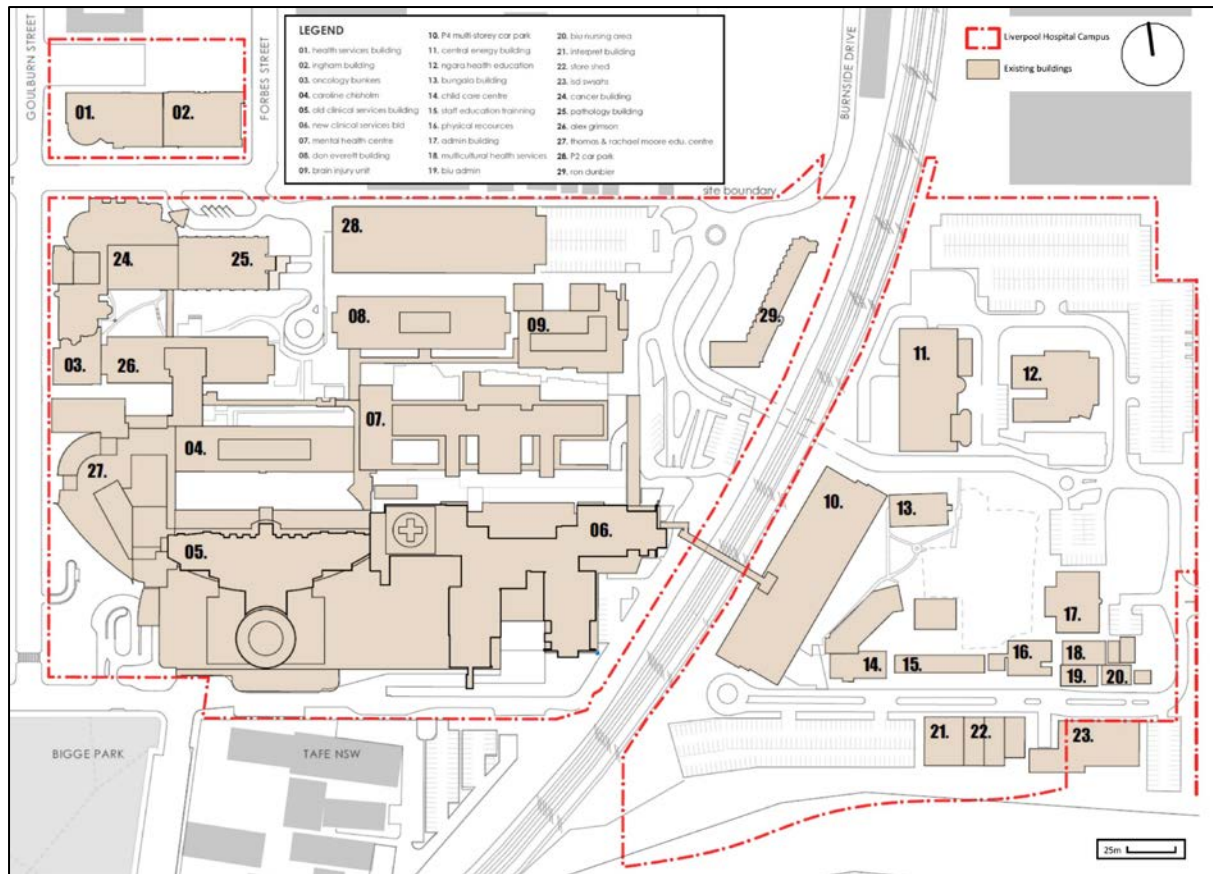 GOULBURN STREET
FORBES STREET
BURNSIDE DRIVE
LEGEND
01. health services building
02. ingham building
03. oncology bunkers
04. caroline chisholm
05. old clinical services building
06. new clinical services bld
07. mental health centre
08. don everett building
09. brain injury unit
10. P4 multi-storey car park
11. central energy building
12. ngara health education
13. bungala building
14. child care centre
15. staff education trainning
16. physical recources
17. admin building
18. multicultural health services
19. biu admin
20. biu nursing area
21. interpret building
22. store shed
23. isd swsahs
24. cancer building
25. pathology building
26. alex grimson
27. thomas & rachael moore edu. centre
28. P2 car park
29. ron dunbier
Liverpool Hospital Campus
Existing buildings
site boundary
01.
02.
28.
24.
25.
29.
08.
09.
03.
26.
11.
12.
07.
04.
27.
10.
13.
05.
06.
17.
14.
15.
16.
18.
19.
20.
21.
22.
23.
BIGGE PARK
TAFE NSW
25m